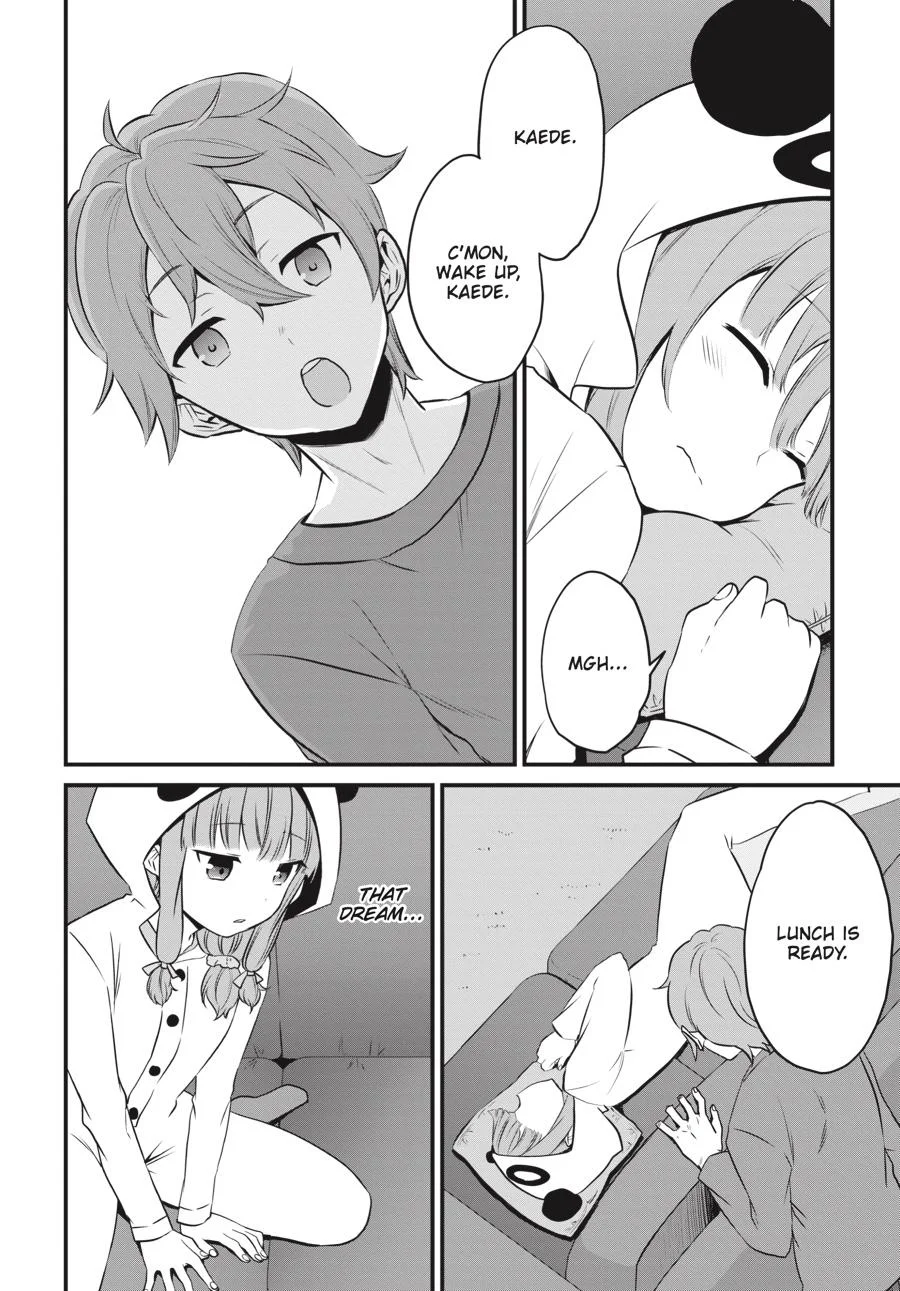 KAEDE.
C'MON,
WAKE UP,
KAEDE.
MGH...
LUNCH IS
READY.
THAT
DREAM...